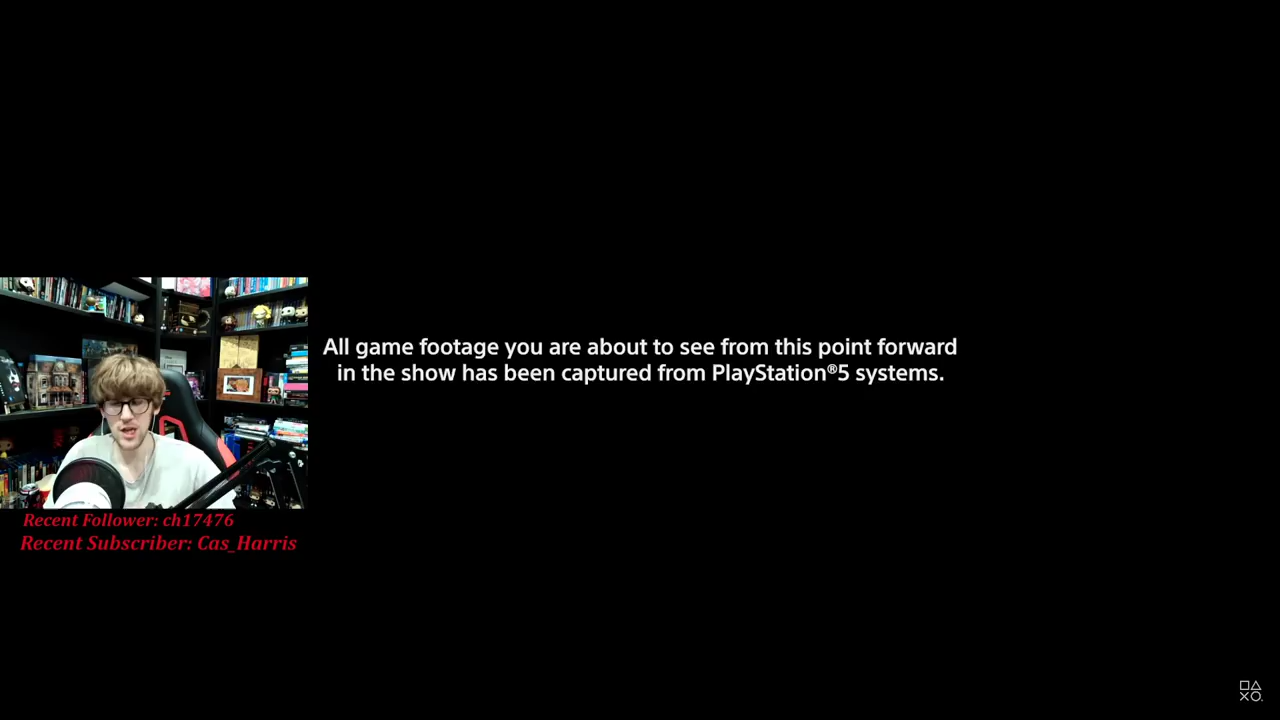 All game footage you are about to see from this point forward
in the show has been captured from PlayStation®5 systems.
Recent Follower: ch17476
Recent Subscriber: Cas_Harris